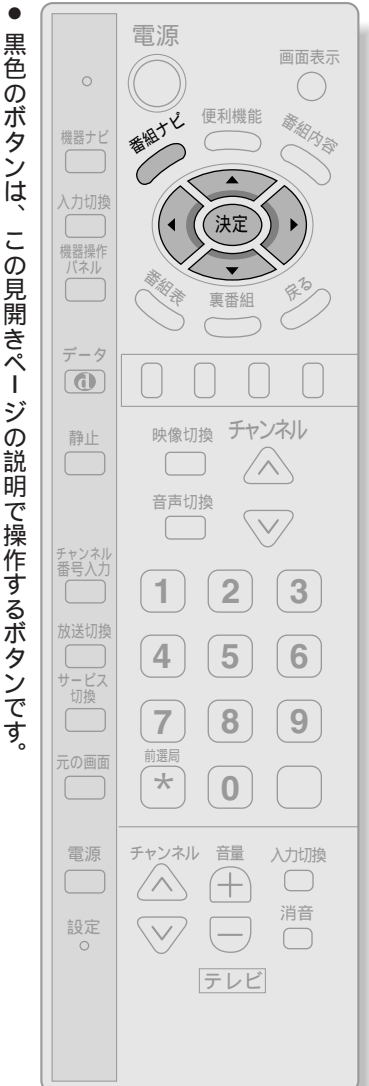 ● 黒色のボタンは、この見開きページの説明で操作するボタンです。
電源
画面表示
機器ナビ
番組ナビ
便利機能
番組内容
入力切換
決定
機器操作
パネル
番組表
裏番組
戻る
データ
d
静止
映像切換
チャンネル
音声切換
チャンネル
番号入力
1 2 3
放送切換
4 5 6
サービス
切換
7 8 9
元の画面
前選局
* 0
電源
チャンネル
音量
入力切換
+
設定
消音
−
テレビ